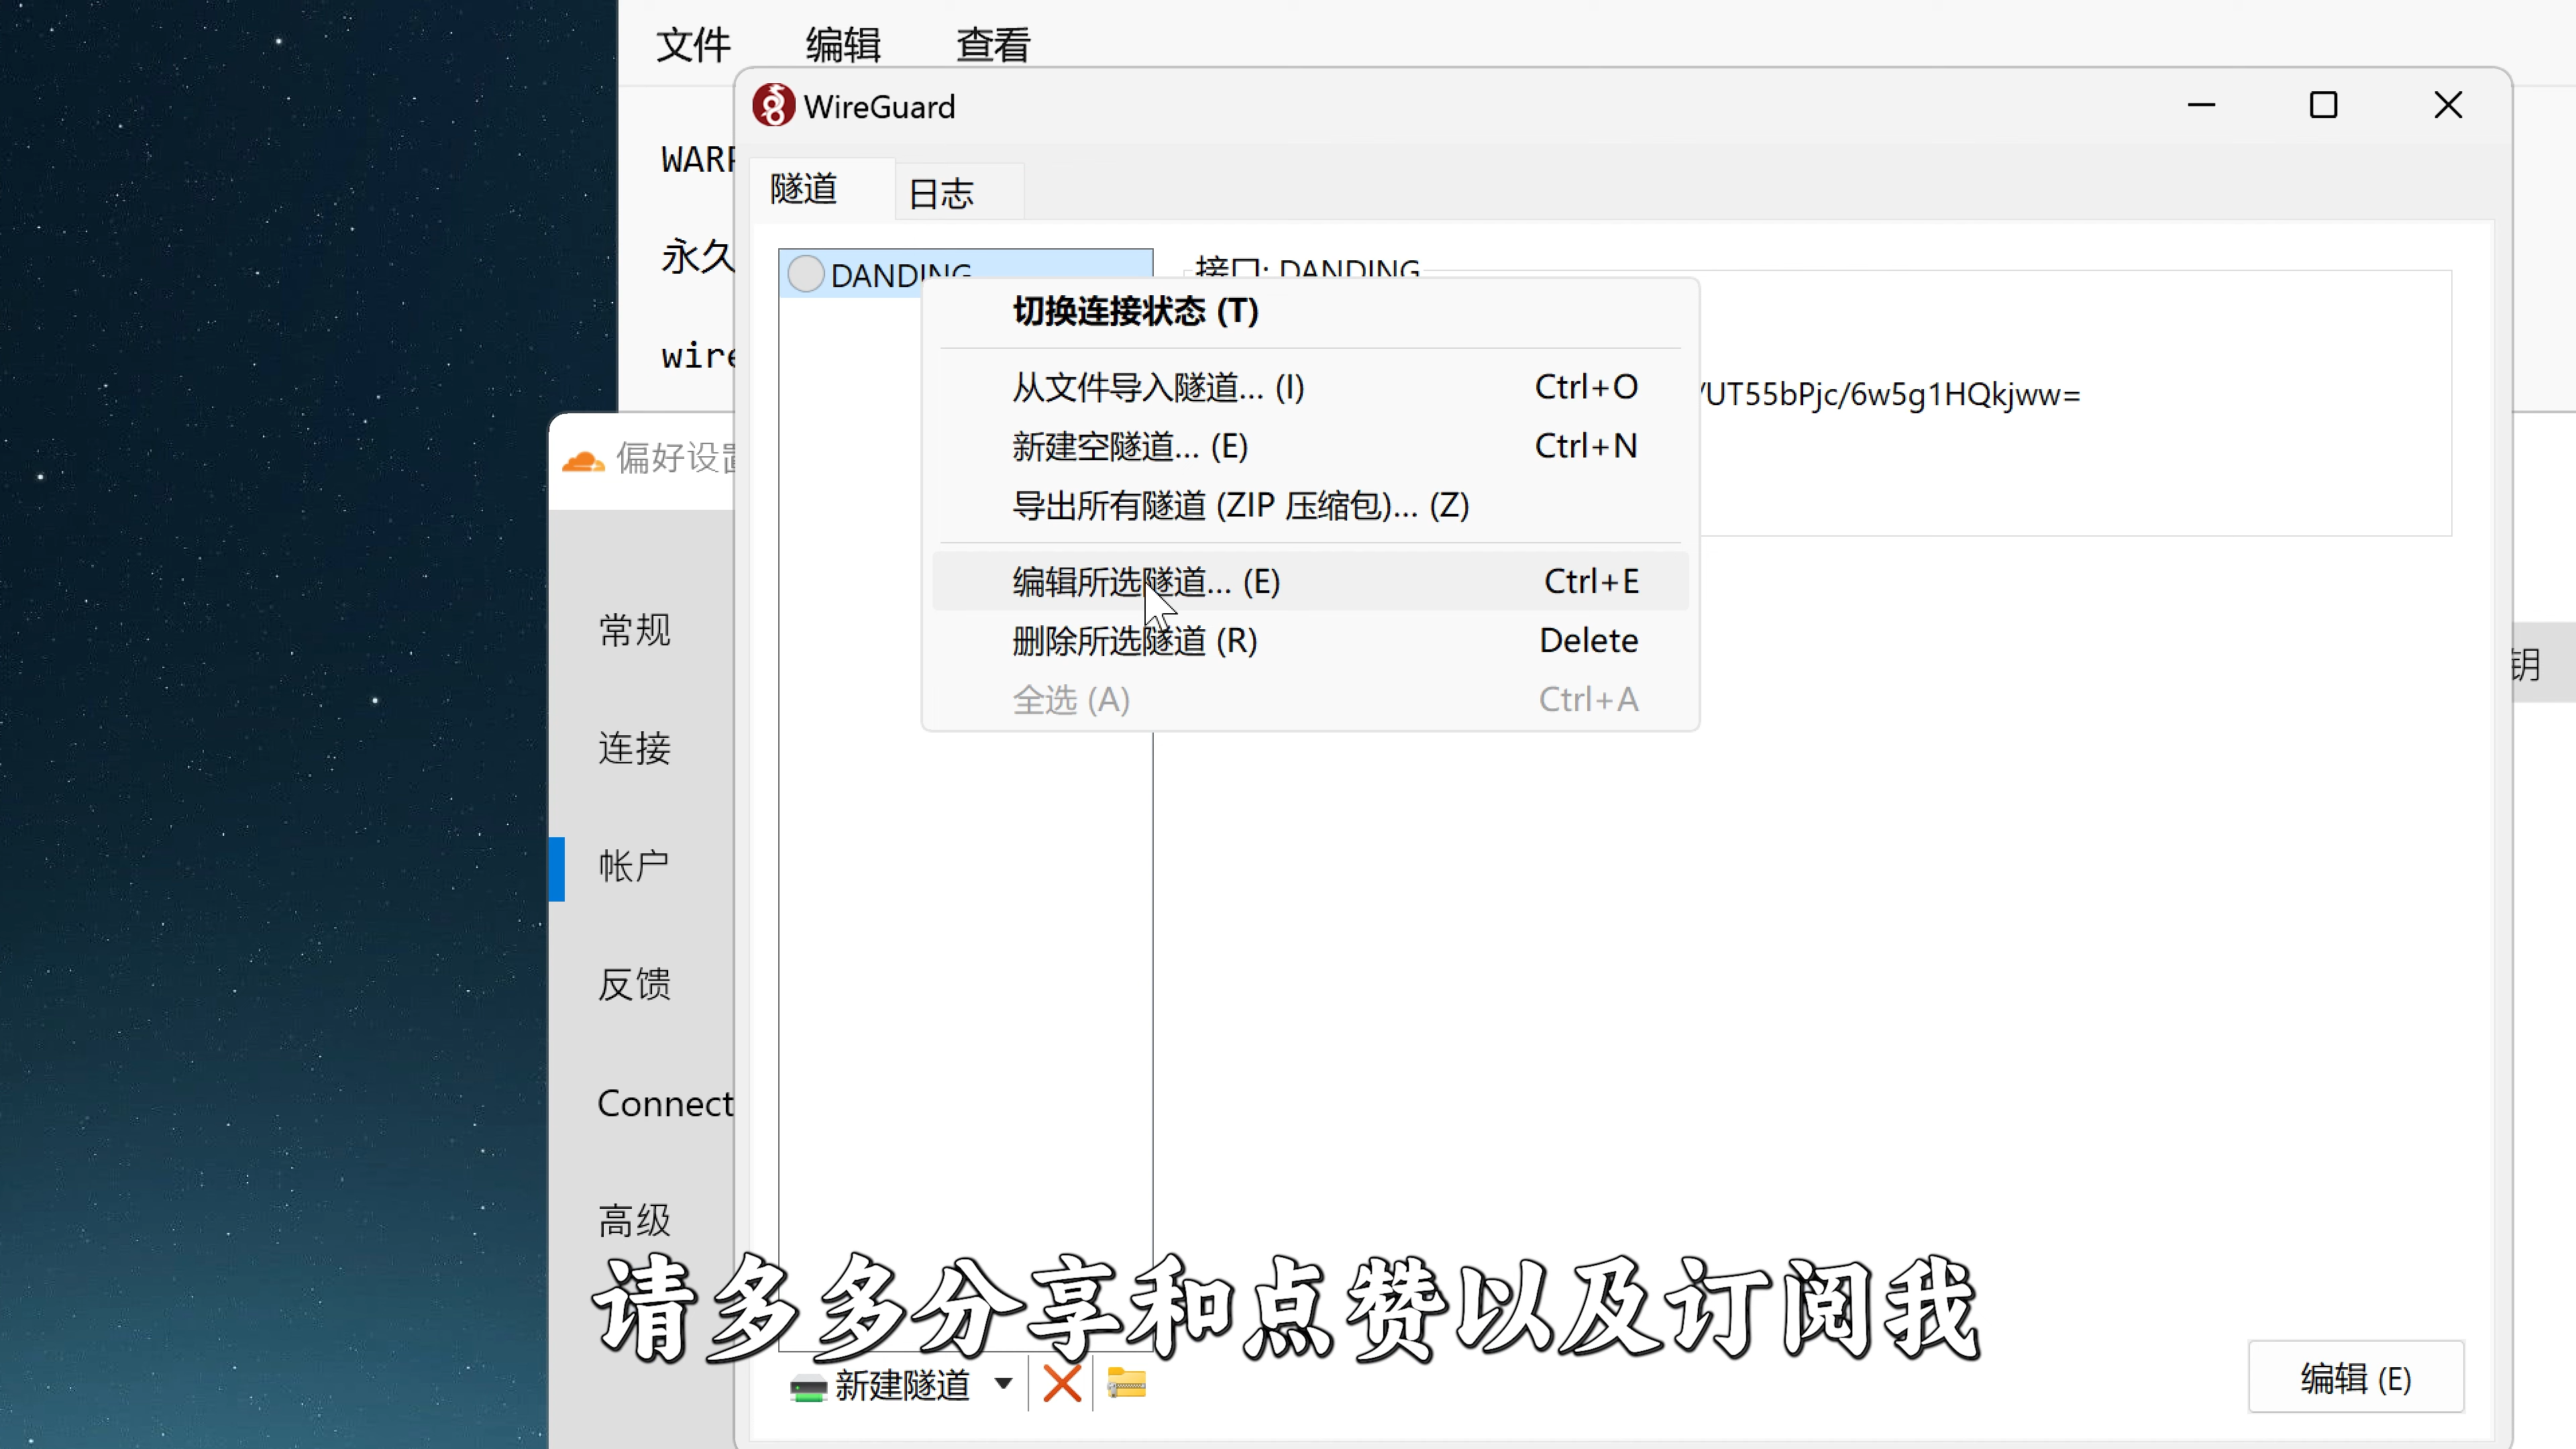 文件 编辑 查看
WireGuard
WARP
永久
wire
隧道 日志
DANDING
接口: DANDING
切换连接状态 (T)
从文件导入隧道... (I) Ctrl+O
/UT55bPjc/6w5g1HQkjww=
新建空隧道... (E) Ctrl+N
导出所有隧道 (ZIP 压缩包)... (Z)
编辑所选隧道... (E) Ctrl+E
删除所选隧道 (R) Delete
全选 (A) Ctrl+A
偏好设置
常规
钥
连接
帐户
反馈
Connect
高级
请多多分享和点赞以及订阅我
新建隧道
编辑 (E)